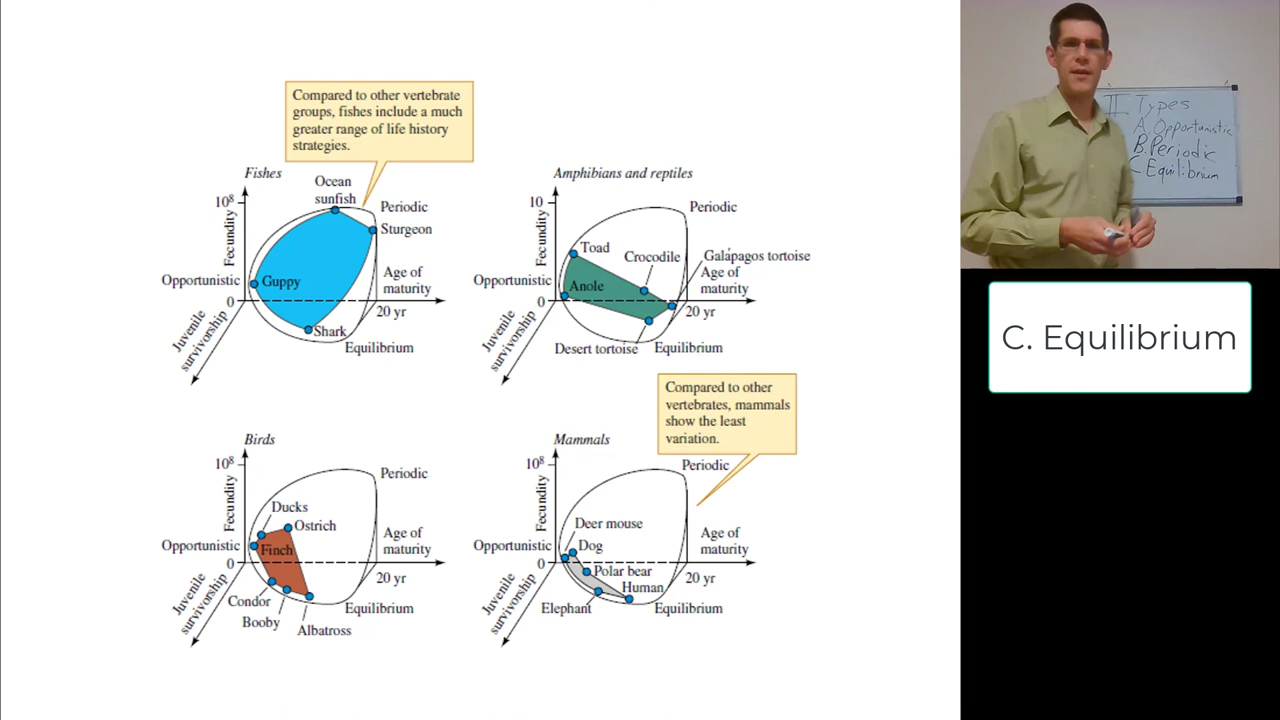 Compared to other vertebrate
groups, fishes include a much
greater range of life history
strategies.
Fishes
Ocean
sunfish
10⁸
Fecundity
Periodic
Sturgeon
Opportunistic
Guppy
Age of
maturity
0
20 yr
Shark
Juvenile
survivorship
Equilibrium
Amphibians and reptiles
10
Fecundity
Periodic
Toad
Crocodile
Galápagos tortoise
Opportunistic
Anole
Age of
maturity
0
20 yr
Juvenile
survivorship
Desert tortoise
Equilibrium
Compared to other
vertebrates, mammals
show the least
variation.
Birds
10⁸
Fecundity
Periodic
Ducks
Ostrich
Opportunistic
Finch
Age of
maturity
0
20 yr
Juvenile
survivorship
Condor
Booby
Albatross
Equilibrium
Mammals
10⁸
Fecundity
Periodic
Deer mouse
Opportunistic
Dog
Age of
maturity
0
Polar bear
20 yr
Human
Juvenile
survivorship
Elephant
Equilibrium
II Types
A. Opportunistic
B. Periodic
C Equilibrium
C. Equilibrium